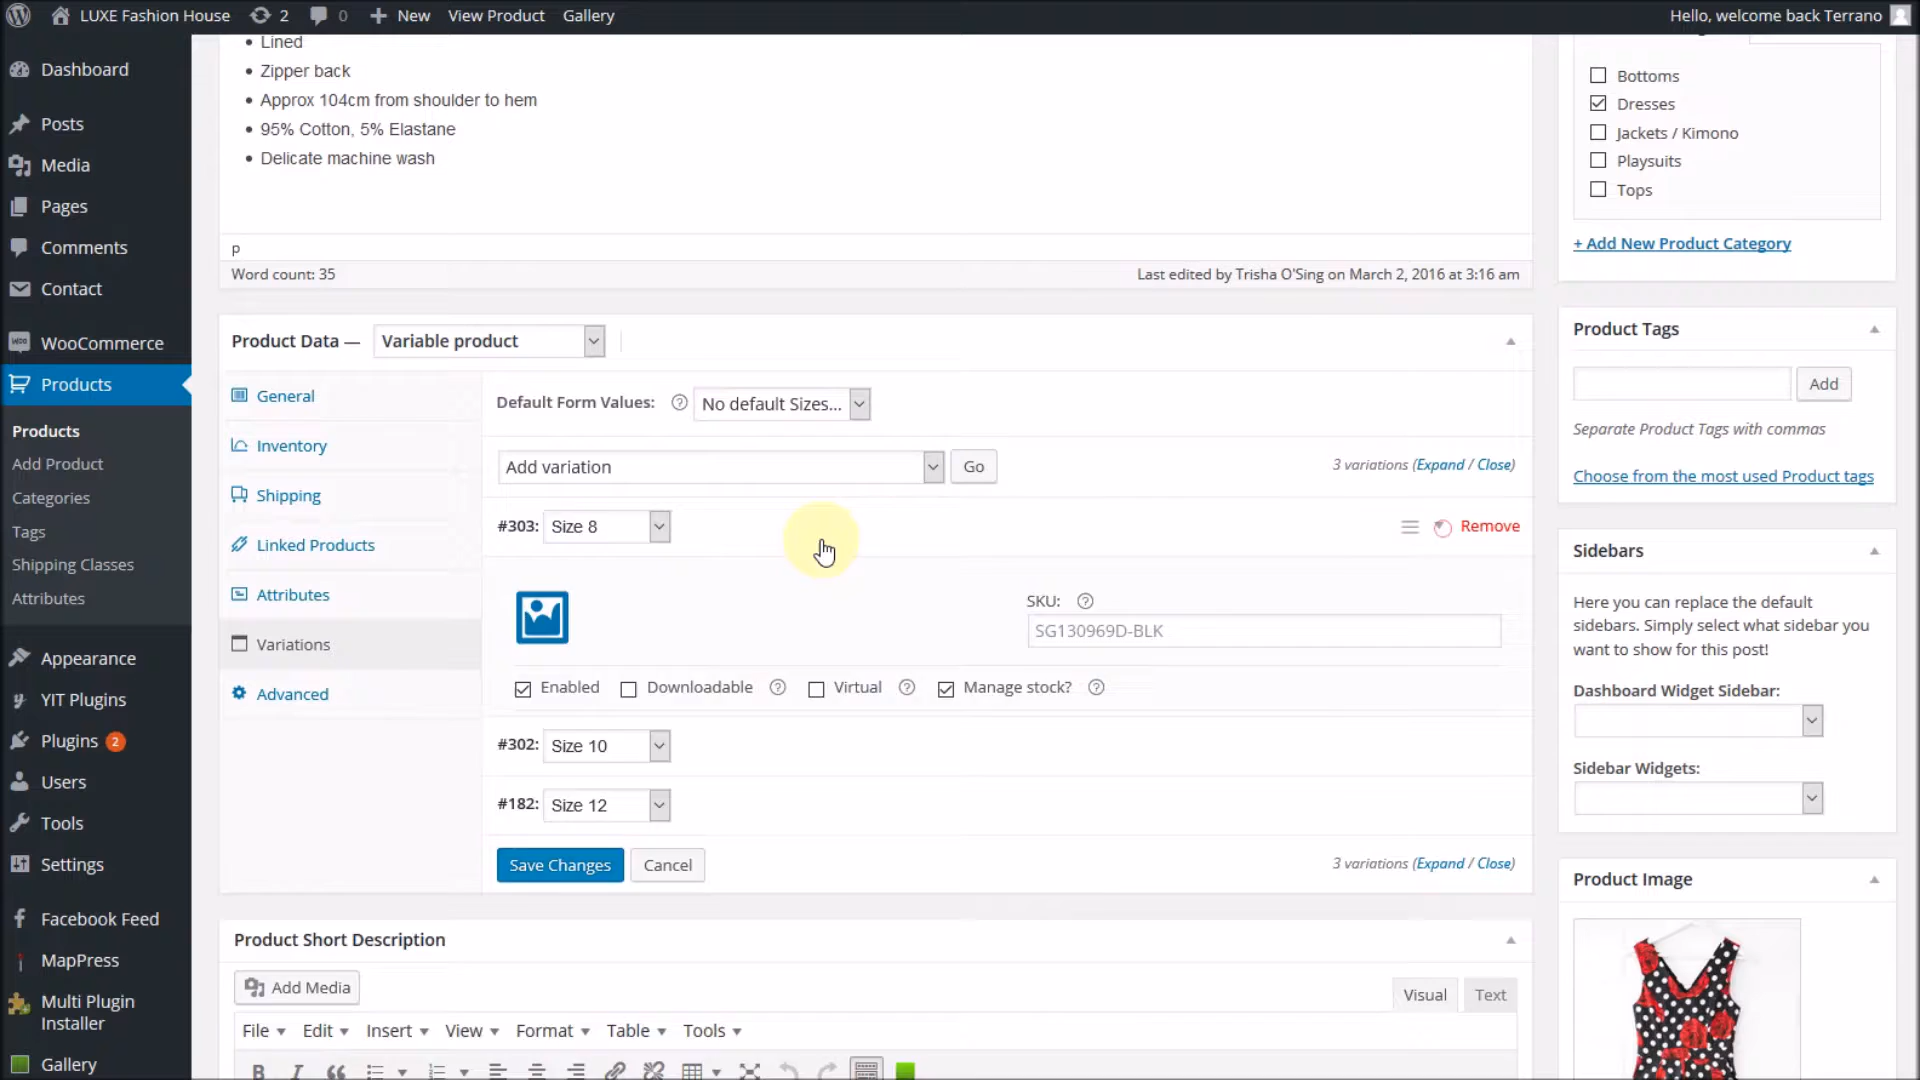 LUXE Fashion House 2 0 New View Product Gallery Hello, welcome back Terrano
Dashboard
Posts
Media
Pages
Comments
Contact
WooCommerce
Products
Products
Add Product
Categories
Tags
Shipping Classes
Attributes
Appearance
YIT Plugins
Plugins 2
Users
Tools
Settings
Facebook Feed
MapPress
Multi Plugin
Installer
Gallery
Lined
Zipper back
Approx 104cm from shoulder to hem
95% Cotton, 5% Elastane
Delicate machine wash
p
Word count: 35 Last edited by Trisha O'Sing on March 2, 2016 at 3:16 am
Product Data — Variable product
General
Inventory
Shipping
Linked Products
Attributes
Variations
Advanced
Default Form Values: No default Sizes...
Add variation Go 3 variations (Expand / Close)
#303: Size 8 Remove
SKU:
SG130969D-BLK
Enabled Downloadable Virtual Manage stock?
#302: Size 10
#182: Size 12
Save Changes Cancel 3 variations (Expand / Close)
Product Short Description
Add Media Visual Text
File Edit Insert View Format Table Tools
B I
Bottoms
Dresses
Jackets / Kimono
Playsuits
Tops
+ Add New Product Category
Product Tags
Add
Separate Product Tags with commas
Choose from the most used Product tags
Sidebars
Here you can replace the default
sidebars. Simply select what sidebar you
want to show for this post!
Dashboard Widget Sidebar:
Sidebar Widgets:
Product Image